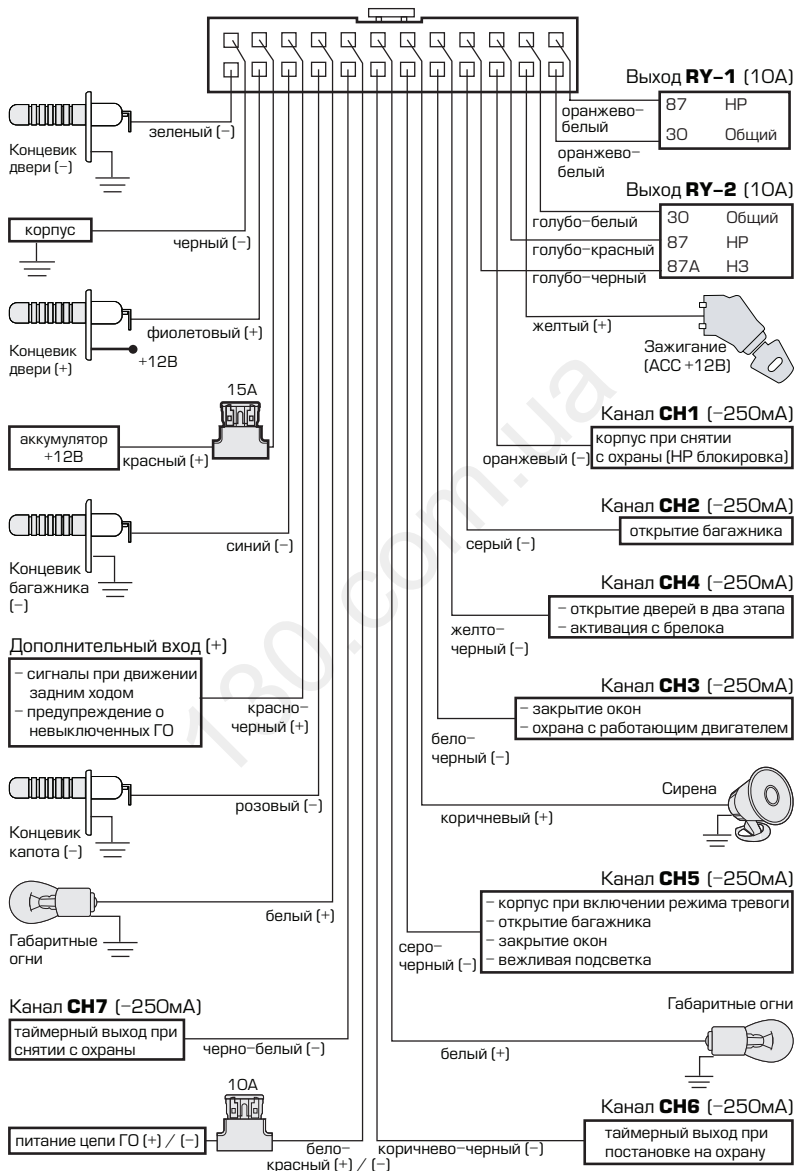 Выход RY-1 (10А)
87 НР
30 Общий
оранжево-
белый
оранжево-
белый
зеленый (-)
Концевик
двери (-)
Выход RY-2 (10А)
30 Общий
87 НР
87А НЗ
голубо-белый
голубо-красный
голубо-черный
корпус
черный (-)
фиолетовый (+)
Концевик
двери (+)
+12В
желтый (+)
Зажигание
(АСС +12В)
15А
аккумулятор
+12В
красный (+)
Канал CH1 (-250мА)
корпус при снятии
с охраны (НР блокировка)
оранжевый (-)
Канал CH2 (-250мА)
открытие багажника
серый (-)
синий (-)
Концевик
багажника
(-)
Канал CH4 (-250мА)
- открытие дверей в два этапа
- активация с брелока
желто-
черный (-)
Дополнительный вход (+)
- сигналы при движении
задним ходом
- предупреждение о
невыключенных ГО
красно-
черный (+)
Канал CH3 (-250мА)
- закрытие окон
- охрана с работающим двигателем
бело-
черный (-)
розовый (-)
Концевик
капота (-)
Сирена
коричневый (+)
белый (+)
Габаритные
огни
Канал CH5 (-250мА)
- корпус при включении режима тревоги
- открытие багажника
- закрытие окон
- вежливая подсветка
серо-
черный (-)
Канал CH7 (-250мА)
таймерный выход при
снятии с охраны
черно-белый (-)
Габаритные огни
белый (+)
10А
питание цепи ГО (+) / (-)
бело-
красный (+) / (-)
Канал CH6 (-250мА)
таймерный выход при
постановке на охрану
коричнево-черный (-)
130.com.ua